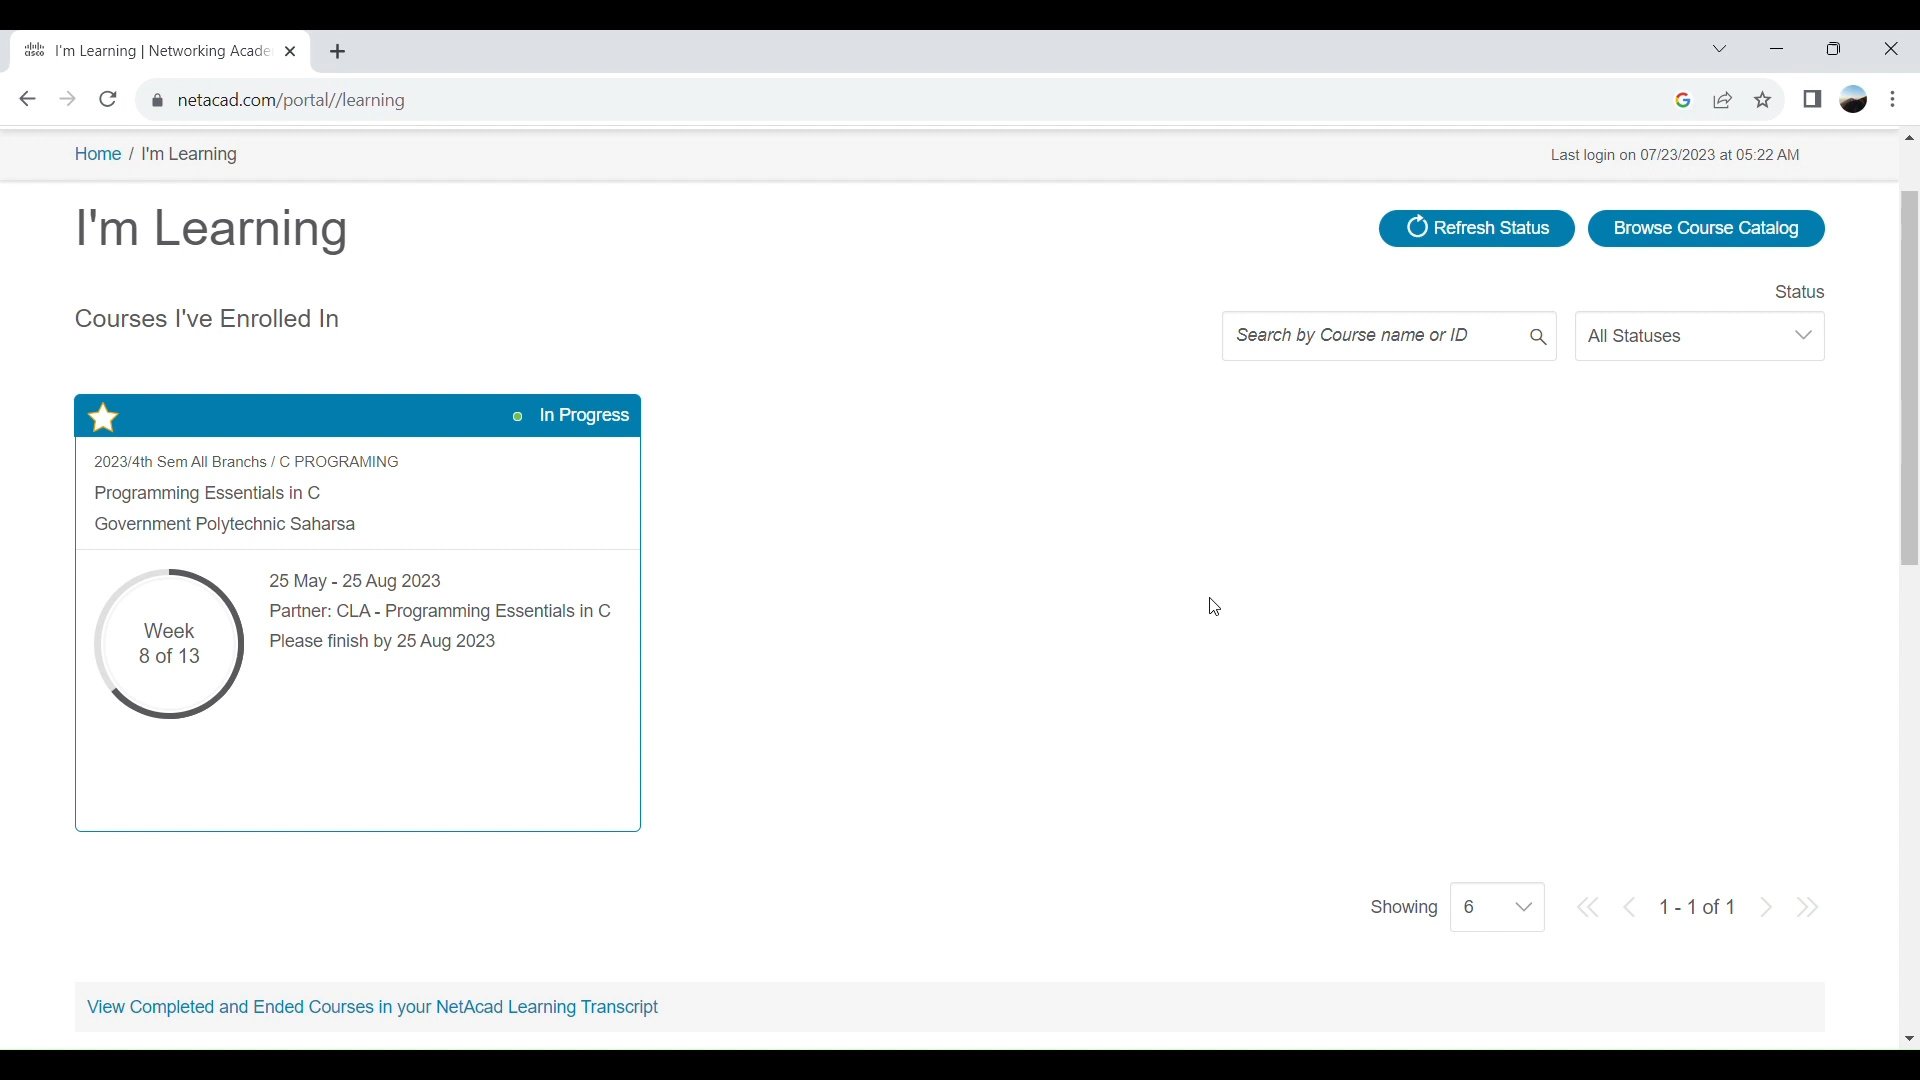 CISCO I'm Learning | Networking Acade
netacad.com/portal//learning
Home / I'm Learning
Last login on 07/23/2023 at 05:22 AM
I'm Learning
Refresh Status
Browse Course Catalog
Status
Courses I've Enrolled In
Search by Course name or ID
All Statuses
In Progress
2023/4th Sem All Branchs / C PROGRAMING
Programming Essentials in C
Government Polytechnic Saharsa
Week
8 of 13
25 May - 25 Aug 2023
Partner: CLA - Programming Essentials in C
Please finish by 25 Aug 2023
Showing 6 1 - 1 of 1
View Completed and Ended Courses in your NetAcad Learning Transcript